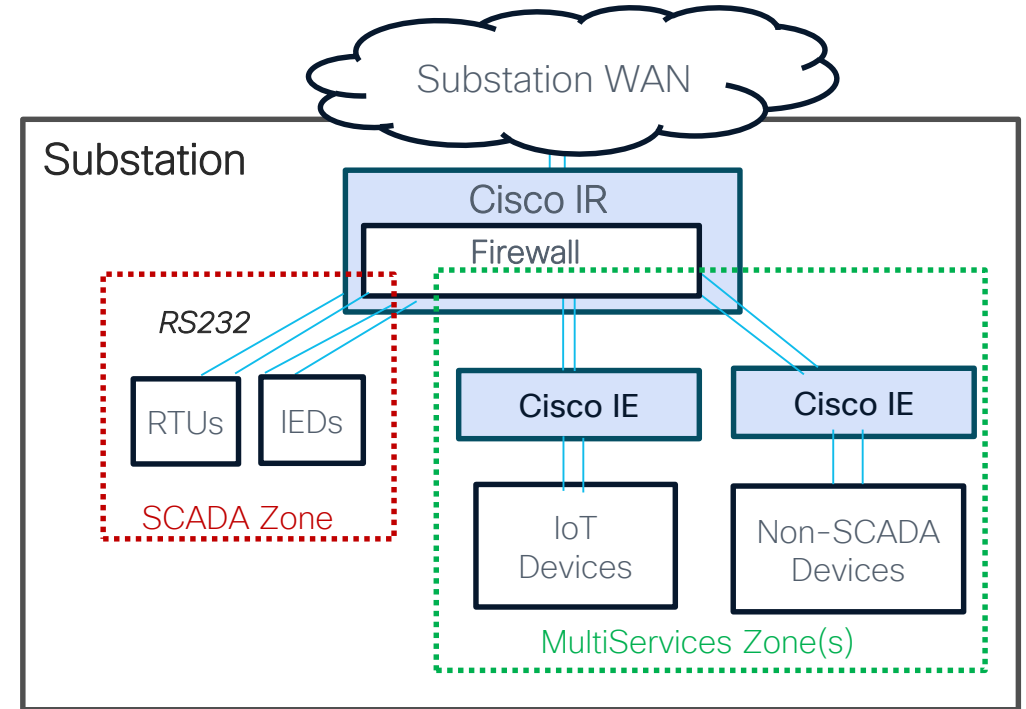 Substation WAN
Substation
Cisco IR
Firewall
RS232
RTUs
IEDs
SCADA Zone
Cisco IE
Cisco IE
IoT
Devices
Non-SCADA
Devices
MultiServices Zone(s)